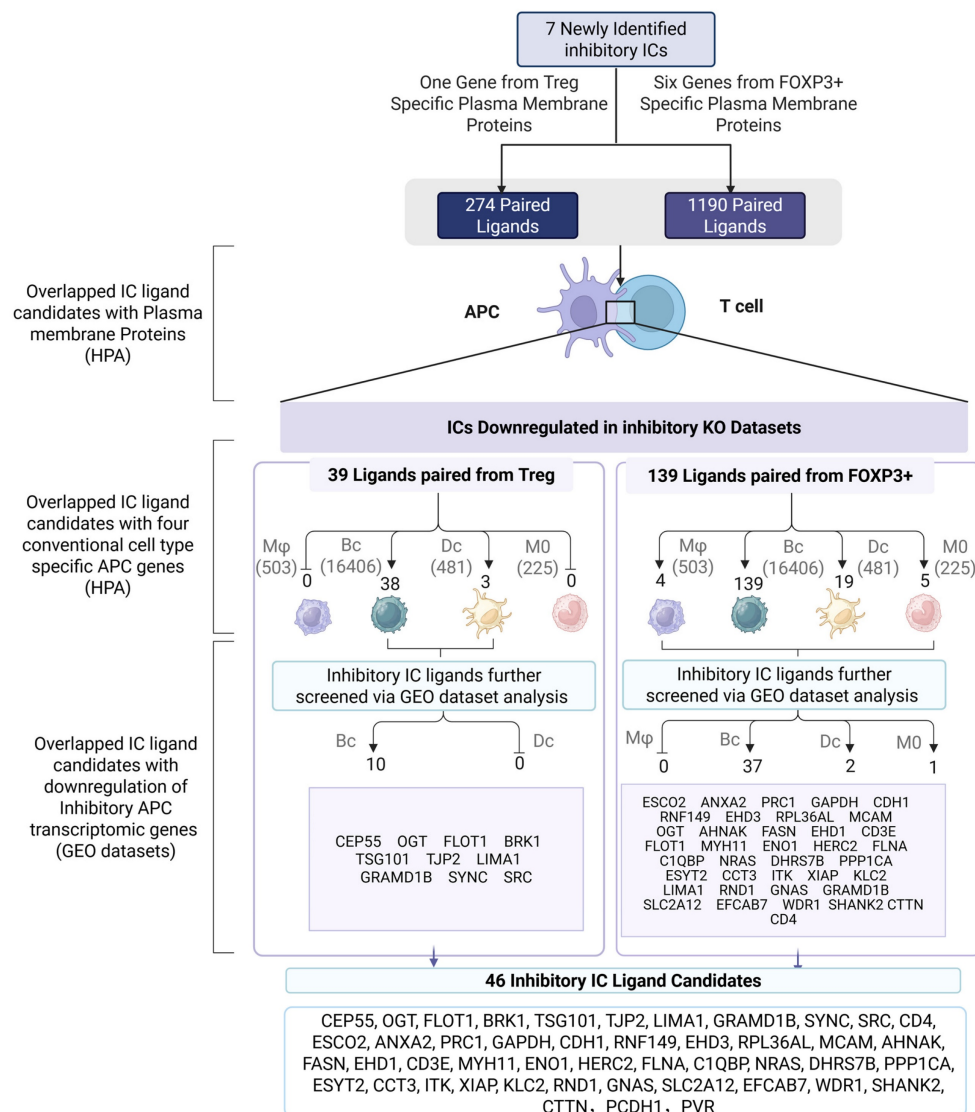 7 Newly Identified
inhibitory ICs
One Gene from Treg
Specific Plasma Membrane
Proteins
Six Genes from FOXP3+
Specific Plasma Membrane
Proteins
274 Paired
Ligands
1190 Paired
Ligands
Overlapped IC ligand
candidates with Plasma
membrane Proteins
(HPA)
APC
T cell
ICs Downregulated in inhibitory KO Datasets
Overlapped IC ligand
candidates with four
conventional cell type
specific APC genes
(HPA)
39 Ligands paired from Treg
Mφ Bc Dc M0
(503) (16406) (481) (225)
0 38 3 0
139 Ligands paired from FOXP3+
Mφ Bc Dc M0
(503) (16406) (481) (225)
4 139 19 5
Overlapped IC ligand
candidates with
downregulation of
Inhibitory APC
transcriptomic genes
(GEO datasets)
Inhibitory IC ligands further
screened via GEO dataset analysis
Bc Dc
10 0
CEP55 OGT FLOT1 BRK1
TSG101 TJP2 LIMA1
GRAMD1B SYNC SRC
Inhibitory IC ligands further
screened via GEO dataset analysis
Mφ Bc Dc M0
0 37 2 1
ESCO2 ANXA2 PRC1 GAPDH CDH1
RNF149 EHD3 RPL36AL MCAM
OGT AHNAK FASN EHD1 CD3E
FLOT1 MYH11 ENO1 HERC2 FLNA
C1QBP NRAS DHRS7B PPP1CA
ESYT2 CCT3 ITK XIAP KLC2
LIMA1 RND1 GNAS GRAMD1B
SLC2A12 EFCAB7 WDR1 SHANK2 CTTN
CD4
46 Inhibitory IC Ligand Candidates
CEP55, OGT, FLOT1, BRK1, TSG101, TJP2, LIMA1, GRAMD1B, SYNC, SRC, CD4,
ESCO2, ANXA2, PRC1, GAPDH, CDH1, RNF149, EHD3, RPL36AL, MCAM, AHNAK,
FASN, EHD1, CD3E, MYH11, ENO1, HERC2, FLNA, C1QBP, NRAS, DHRS7B, PPP1CA,
ESYT2, CCT3, ITK, XIAP, KLC2, RND1, GNAS, SLC2A12, EFCAB7, WDR1, SHANK2,
CTTN, PCDH1, PVR